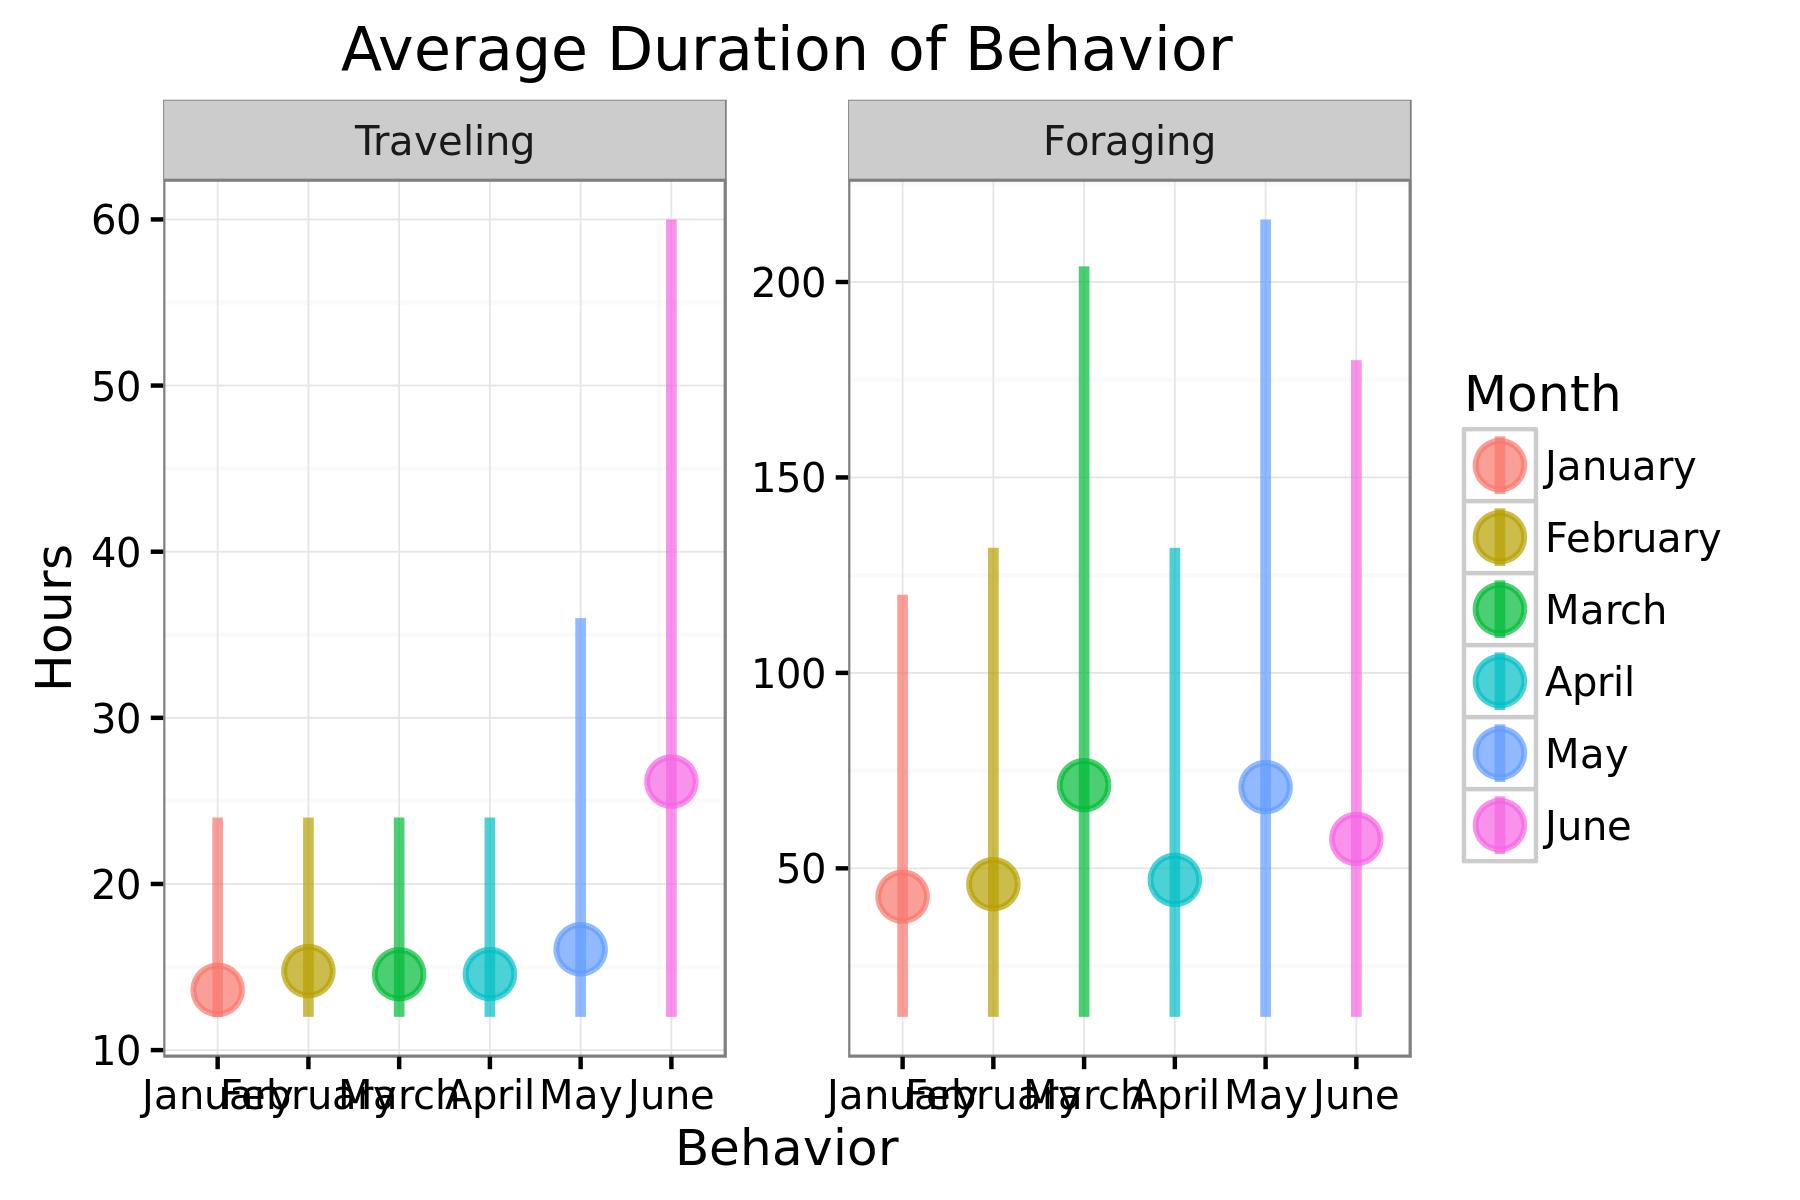 Average Duration of Behavior
Traveling
Foraging
Hours
60
50
40
30
20
10
200
150
100
50
January February March April May June
January February March April May June
Behavior
Month
January
February
March
April
May
June